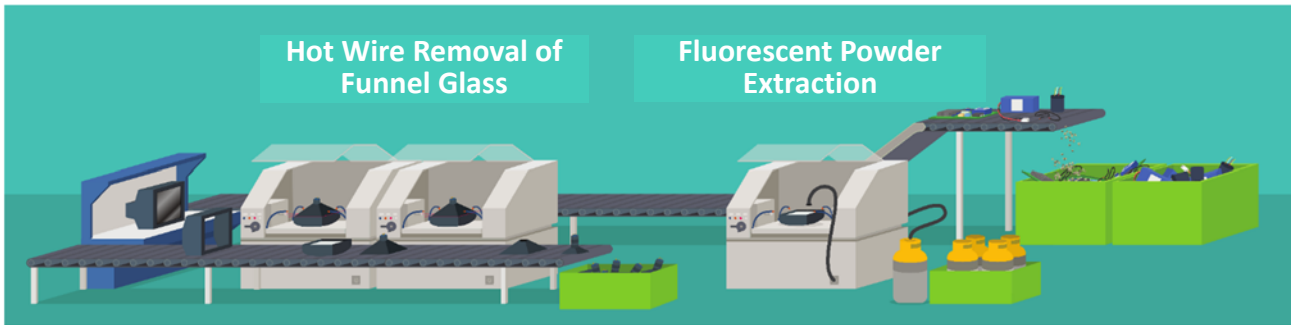 Hot Wire Removal of
Funnel Glass
Fluorescent Powder
Extraction